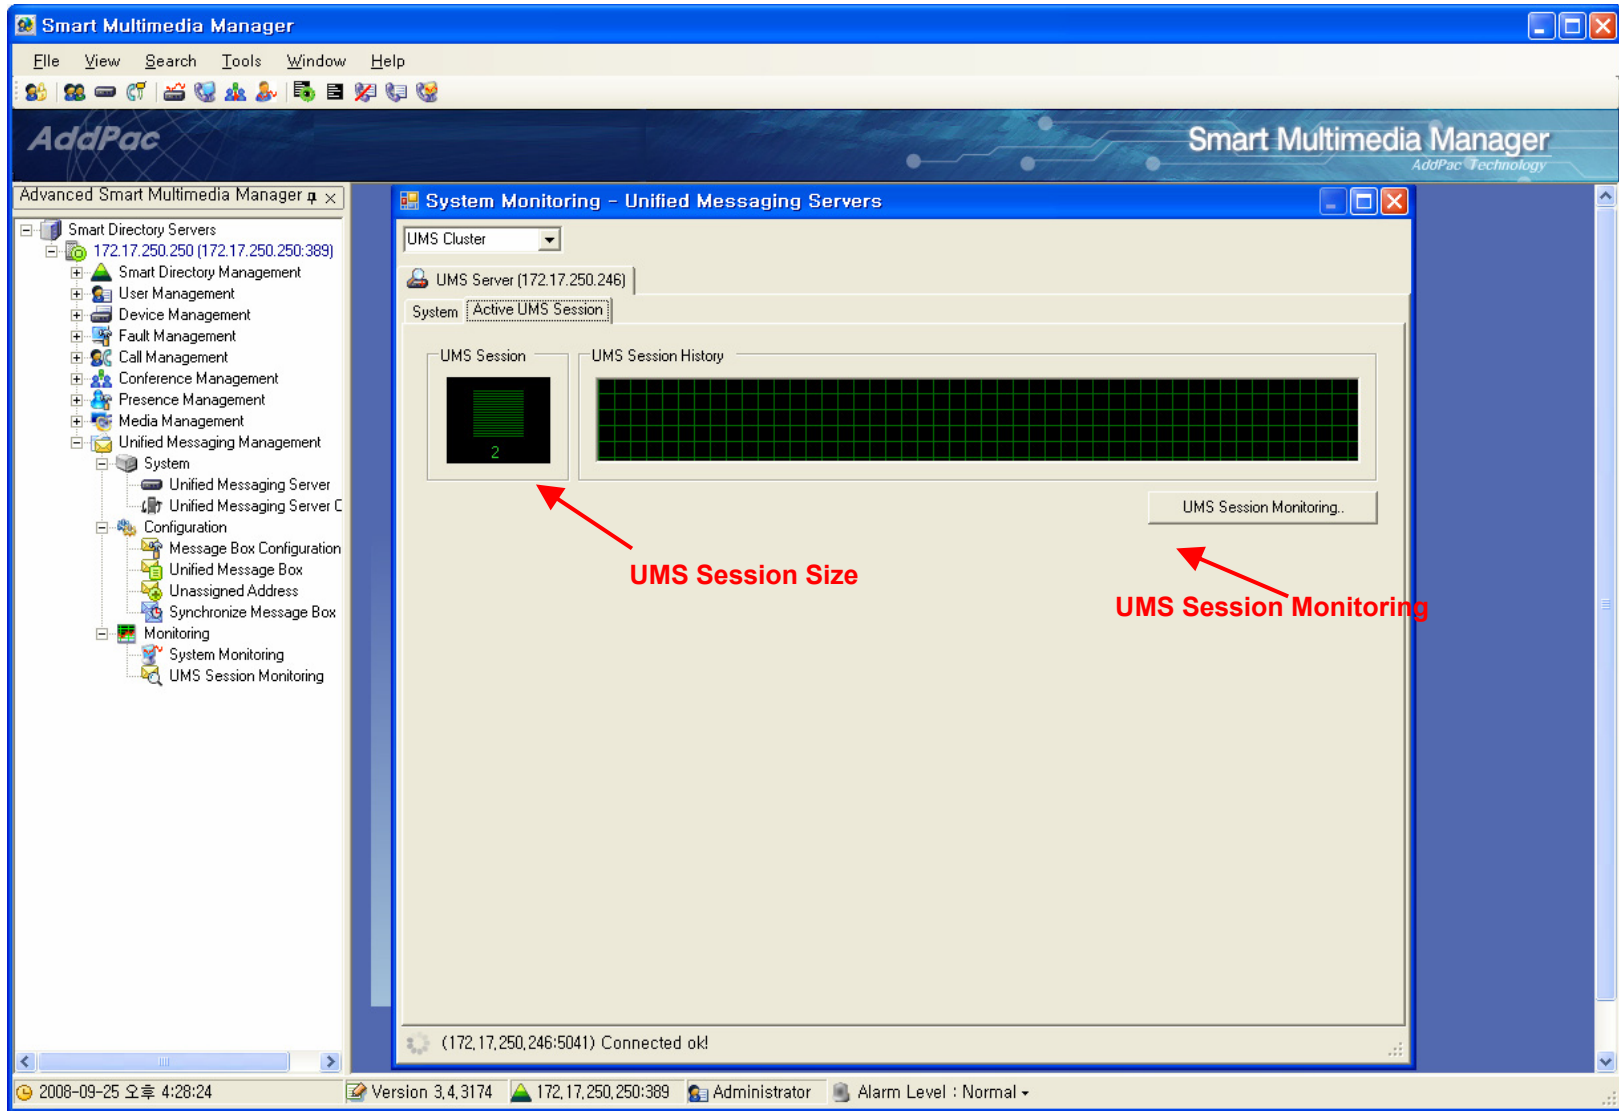 Smart Multimedia Manager
File View Search Tools Window Help
AddPac
Smart Multimedia Manager
AddPac Technology
Advanced Smart Multimedia Manager
Smart Directory Servers
172.17.250.250 (172.17.250.250:389)
Smart Directory Management
User Management
Device Management
Fault Management
Call Management
Conference Management
Presence Management
Media Management
Unified Messaging Management
System
Unified Messaging Server
Unified Messaging Server C
Configuration
Message Box Configuration
Unified Message Box
Unassigned Address
Synchronize Message Box
Monitoring
System Monitoring
UMS Session Monitoring
System Monitoring - Unified Messaging Servers
UMS Cluster
UMS Server (172.17.250.246)
System Active UMS Session
UMS Session
UMS Session History
2
UMS Session Monitoring..
UMS Session Size
UMS Session Monitoring
(172,17,250,246:5041) Connected ok!
2008-09-25 오후 4:28:24 Version 3,4,3174 172,17,250,250:389 Administrator Alarm Level : Normal